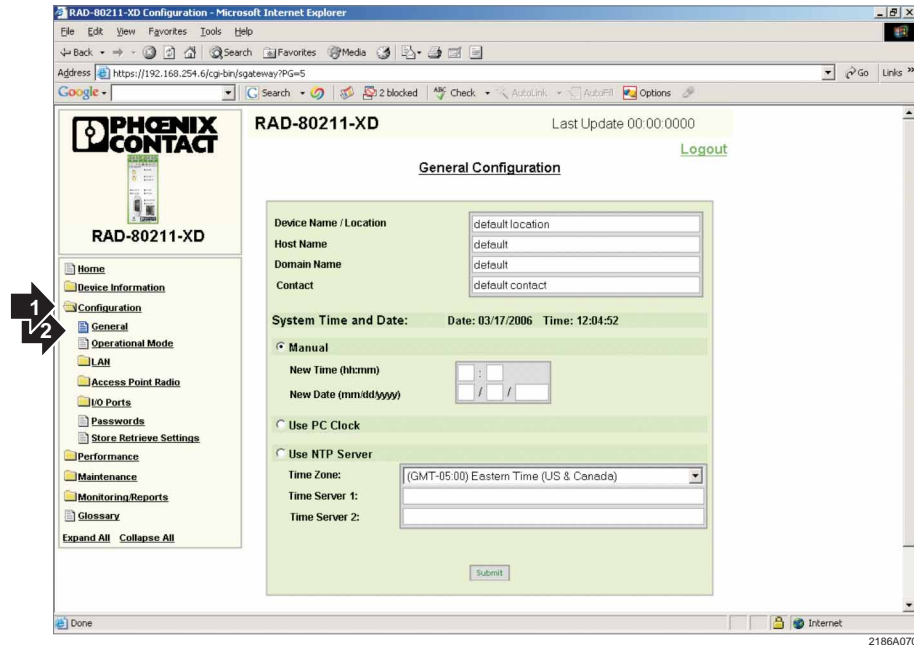 RAD-80211-XD Configuration - Microsoft Internet Explorer
File Edit View Favorites Tools Help
Back Search Favorites Media
Address https://192.168.254.6/cgi-bin/sgateway?PG=5 Go Links »
Google Search 2 blocked ABC Check AutoLink AutoFill Options
PHŒNIX CONTACT
RAD-80211-XD
RAD-80211-XD Last Update 00:00:0000
Logout
General Configuration
Home
Device Information
1 Configuration
2 General
Operational Mode
LAN
Access Point Radio
I/O Ports
Passwords
Store Retrieve Settings
Performance
Maintenance
Monitoring/Reports
Glossary
Expand All Collapse All
Device Name / Location default location
Host Name default
Domain Name default
Contact default contact
System Time and Date: Date: 03/17/2006 Time: 12:04:52
Manual
New Time (hh:mm) :
New Date (mm/dd/yyyy) / /
Use PC Clock
Use NTP Server
Time Zone: (GMT-05:00) Eastern Time (US & Canada)
Time Server 1:
Time Server 2:
Submit
Done Internet
2186A070